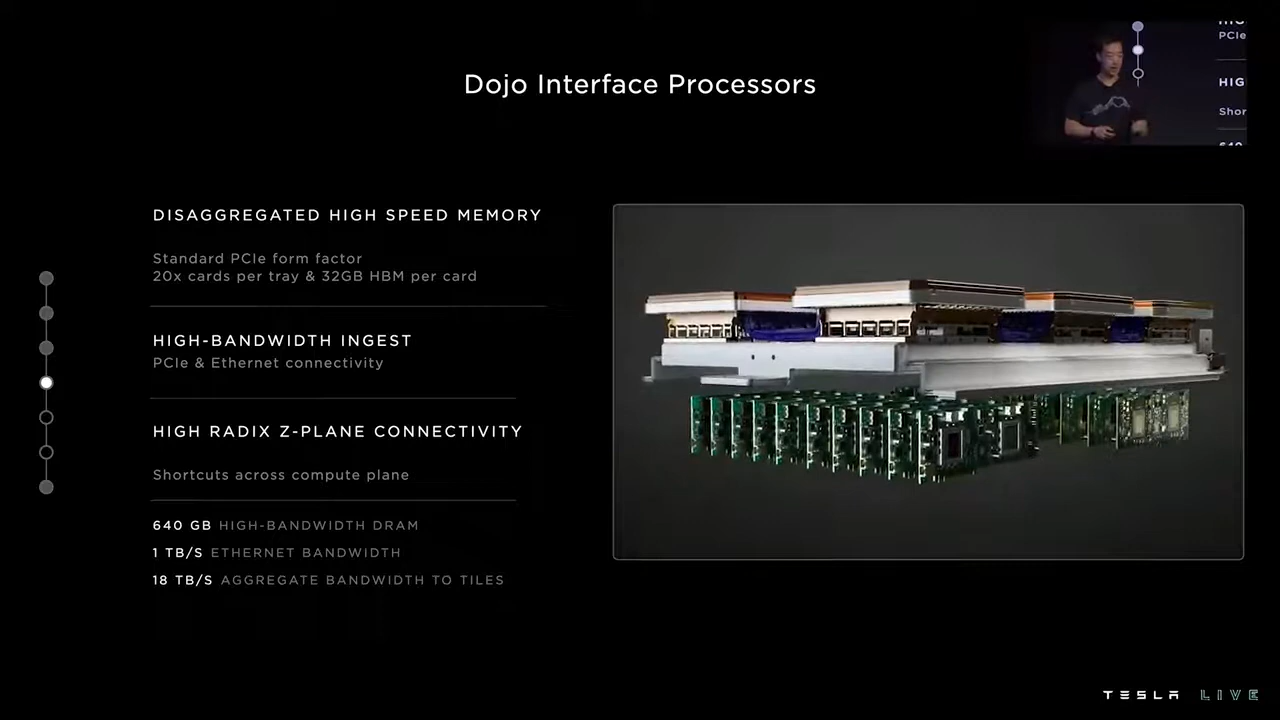 Dojo Interface Processors
PCIe
HIG
Shor
DISAGGREGATED HIGH SPEED MEMORY
Standard PCIe form factor
20x cards per tray & 32GB HBM per card
HIGH-BANDWIDTH INGEST
PCIe & Ethernet connectivity
HIGH RADIX Z-PLANE CONNECTIVITY
Shortcuts across compute plane
640 GB HIGH-BANDWIDTH DRAM
1 TB/S ETHERNET BANDWIDTH
18 TB/S AGGREGATE BANDWIDTH TO TILES
TESLA LIVE